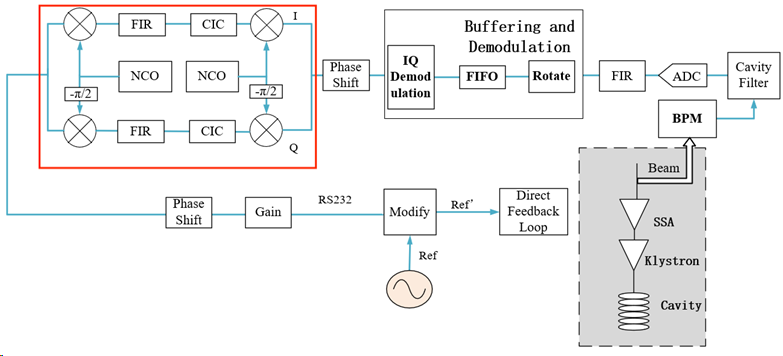 FIR
CIC
I
NCO
NCO
-π/2
-π/2
FIR
CIC
Q
Phase
Shift
Buffering and
Demodulation
IQ
Demod
ulation
FIFO
Rotate
FIR
ADC
Cavity
Filter
BPM
Beam
SSA
Klystron
Cavity
Phase
Shift
Gain
RS232
Modify
Ref'
Direct
Feedback
Loop
Ref